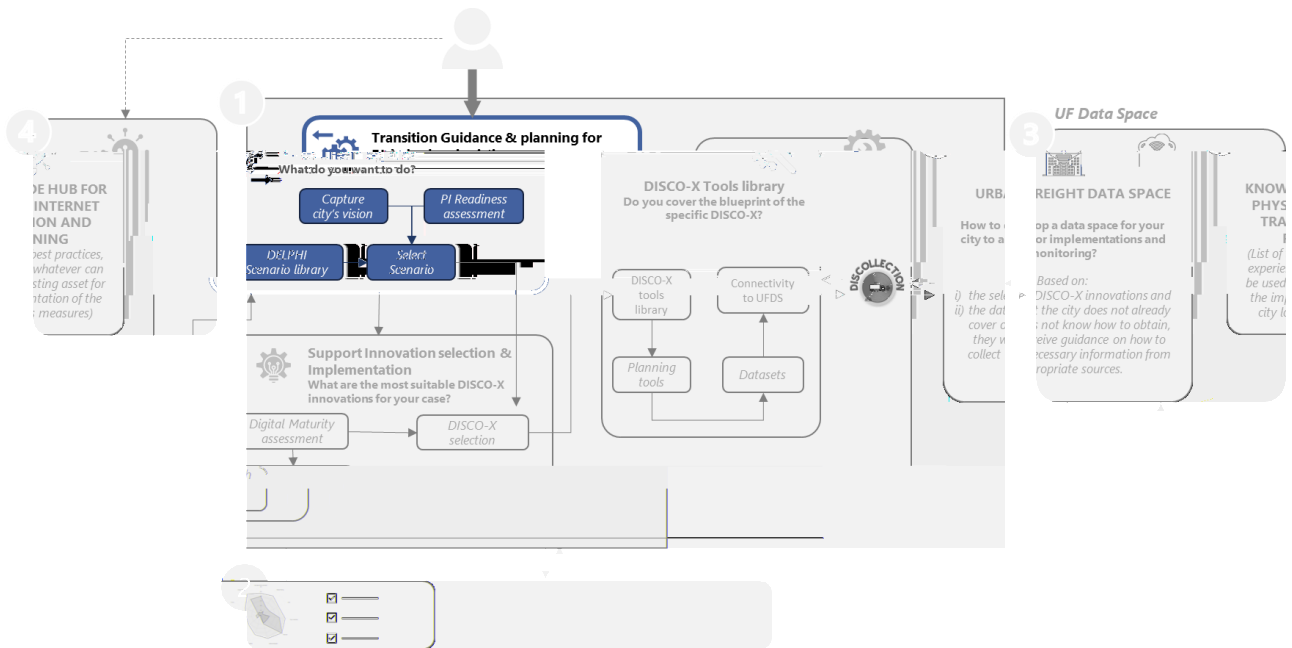 1
4
UF Data Space
3
Transition Guidance & planning for
What do you want to do?
Capture
city's vision
PI Readiness
assessment
DELPHI
Scenario library
Select
Scenario
DE HUB FOR
INTERNET
ION AND
NING
best practices,
whatever can
sting asset for
ntation of the
s measures)
Support Innovation selection &
Implementation
What are the most suitable DISCO-X
innovations for your case?
Digital Maturity
assessment
DISCO-X
selection
DISCO-X Tools library
Do you cover the blueprint of the
specific DISCO-X?
DISCO-X
tools
library
Connectivity
to UFDS
Planning
tools
Datasets
DISCOLLECTION
URBA REIGHT DATA SPACE
How to op a data space for your
city to a or implementations and
monitoring?
Based on:
i) the sele DISCO-X innovations and
ii) the dat t the city does not already
cover o s not know how to obtain,
they w eive guidance on how to
collect ecessary information from
ropriate sources.
KNOW
PHYS
TRA
(List of
experie
be used
the imp
city lo
2